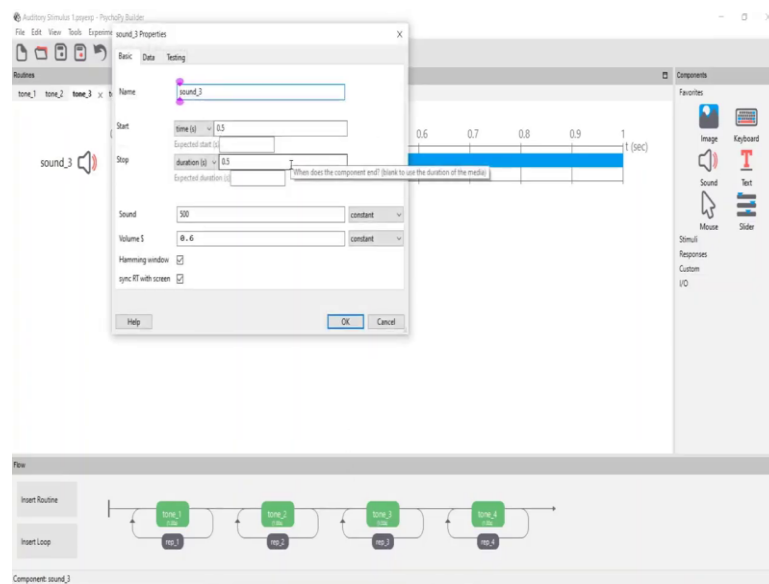 Auditory Stimulus 1.psyexp - PsychoPy Builder
File Edit View Tools Experime
sound_3 Properties
X
Basic Data Testing
Routines
Components
tone_1 tone_2 tone_3 x
Favorites
Name sound_3
Start time (s) 0.5
Expected start (s)
Stop duration (s) 0.5
Expected duration (s)
When does the component end? (blank to use the duration of the media)
sound_3
0.6 0.7 0.8 0.9 1
t (sec)
Image Keyboard
Sound Text
Mouse Slider
Stimuli
Responses
Custom
I/O
Sound 500 constant
Volume $ 0.6 constant
Hamming window
sync RT with screen
Help OK Cancel
Flow
Insert Routine
Insert Loop
tone_1 tone_2 tone_3 tone_4
rep_1 rep_2 rep_3 rep_4
Component: sound_3